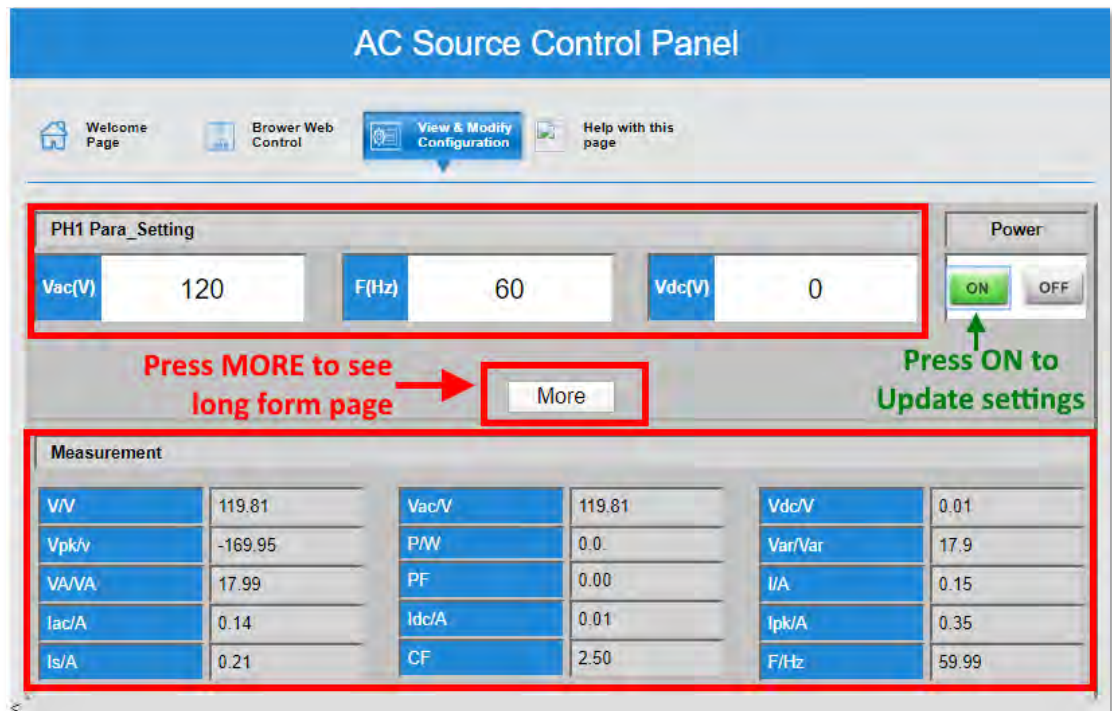 AC Source Control Panel
Welcome Page
Brower Web Control
View & Modify Configuration
Help with this page
PH1 Para_Setting
Power
Vac(V) 120 F(Hz) 60 Vdc(V) 0
ON OFF
Press MORE to see long form page
More
Press ON to Update settings
Measurement
V/V 119.81 Vac/V 119.81 Vdc/V 0.01
Vpk/v -169.95 P/W 0.0. Var/Var 17.9
VA/VA 17.99 PF 0.00 I/A 0.15
Iac/A 0.14 Idc/A 0.01 Ipk/A 0.35
Is/A 0.21 CF 2.50 F/Hz 59.99
<